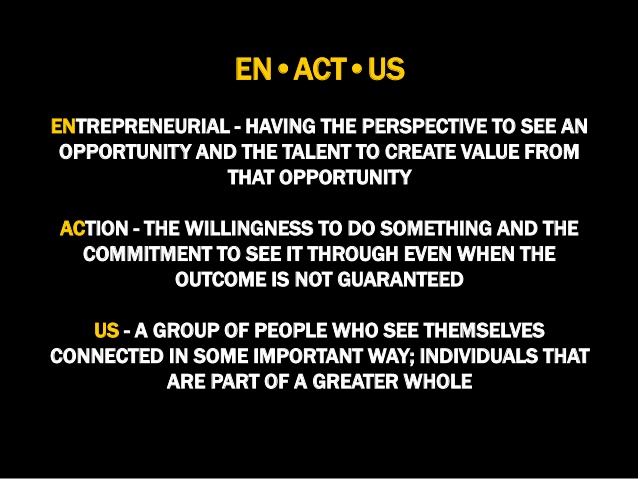 EN•ACT•US
ENTREPRENEURIAL - HAVING THE PERSPECTIVE TO SEE AN
OPPORTUNITY AND THE TALENT TO CREATE VALUE FROM
THAT OPPORTUNITY
ACTION - THE WILLINGNESS TO DO SOMETHING AND THE
COMMITMENT TO SEE IT THROUGH EVEN WHEN THE
OUTCOME IS NOT GUARANTEED
US - A GROUP OF PEOPLE WHO SEE THEMSELVES
CONNECTED IN SOME IMPORTANT WAY; INDIVIDUALS THAT
ARE PART OF A GREATER WHOLE